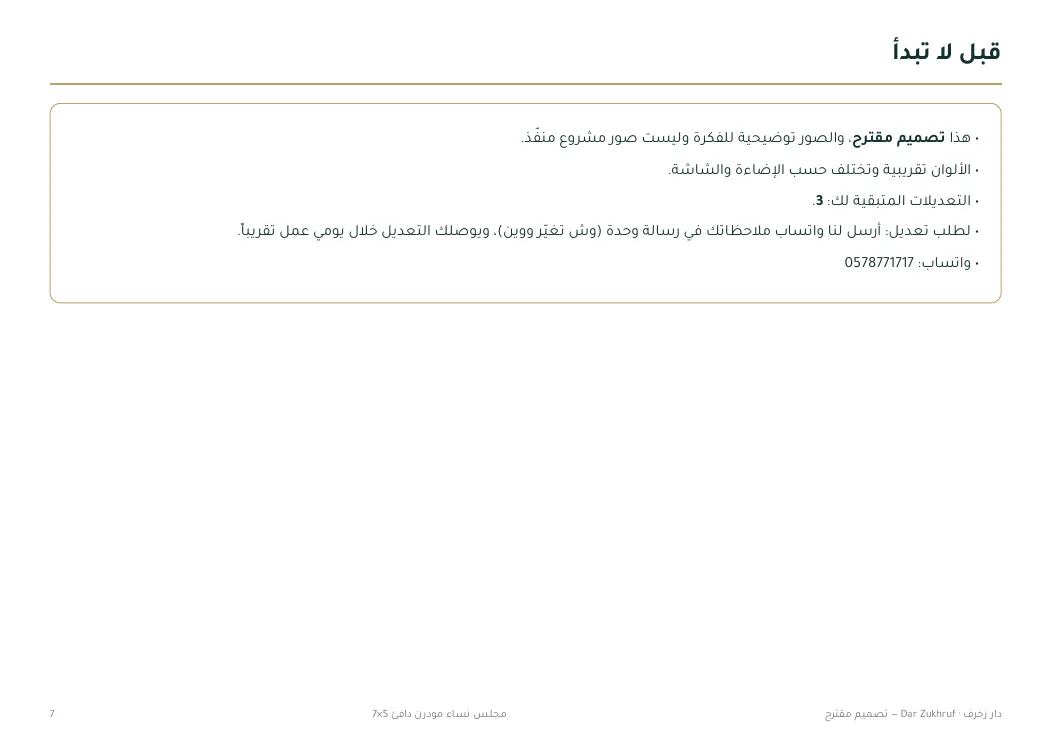 قبل لا تبدأ
• هذا تصميم مقترح، والصور توضيحية للفكرة وليست صور مشروع منفّذ.
• الألوان تقريبية وتختلف حسب الإضاءة والشاشة.
• التعديلات المتبقية لك: 3.
• لطلب تعديل: أرسل لنا واتساب ملاحظاتك في رسالة وحدة (وش تغيّر ووين)، ويوصلك التعديل خلال يومي عمل تقريباً.
• واتساب: 0578771717
دار زخرف · Dar Zukhruf — تصميم مقترح
مجلس نساء مودرن دافئ 5×7
7